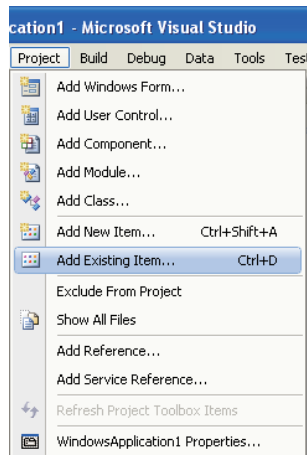 cation1 - Microsoft Visual Studio
Project Build Debug Data Tools Tes
Add Windows Form...
Add User Control...
Add Component...
Add Module...
Add Class...
Add New Item... Ctrl+Shift+A
Add Existing Item... Ctrl+D
Exclude From Project
Show All Files
Add Reference...
Add Service Reference...
Refresh Project Toolbox Items
WindowsApplication1 Properties...